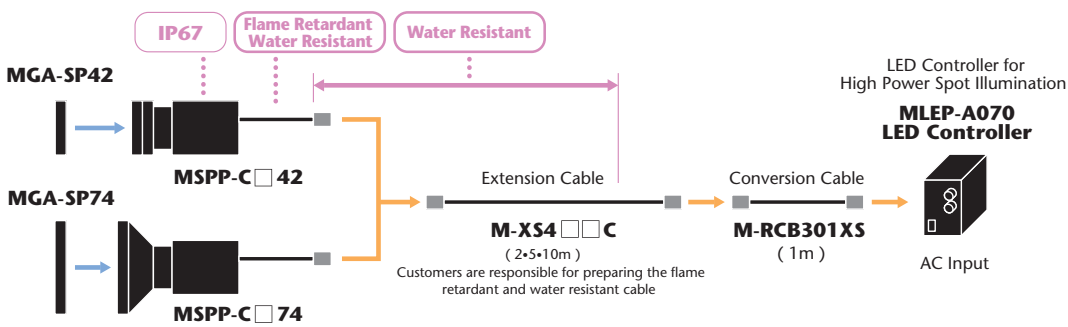 IP67
Flame Retardant
Water Resistant
Water Resistant
MGA-SP42
MSPP-C□42
MGA-SP74
MSPP-C□74
Extension Cable
M-XS4□□C
(2•5•10m)
Customers are responsible for preparing the flame
retardant and water resistant cable
Conversion Cable
M-RCB301XS
(1m)
LED Controller for
High Power Spot Illumination
MLEP-A070
LED Controller
AC Input